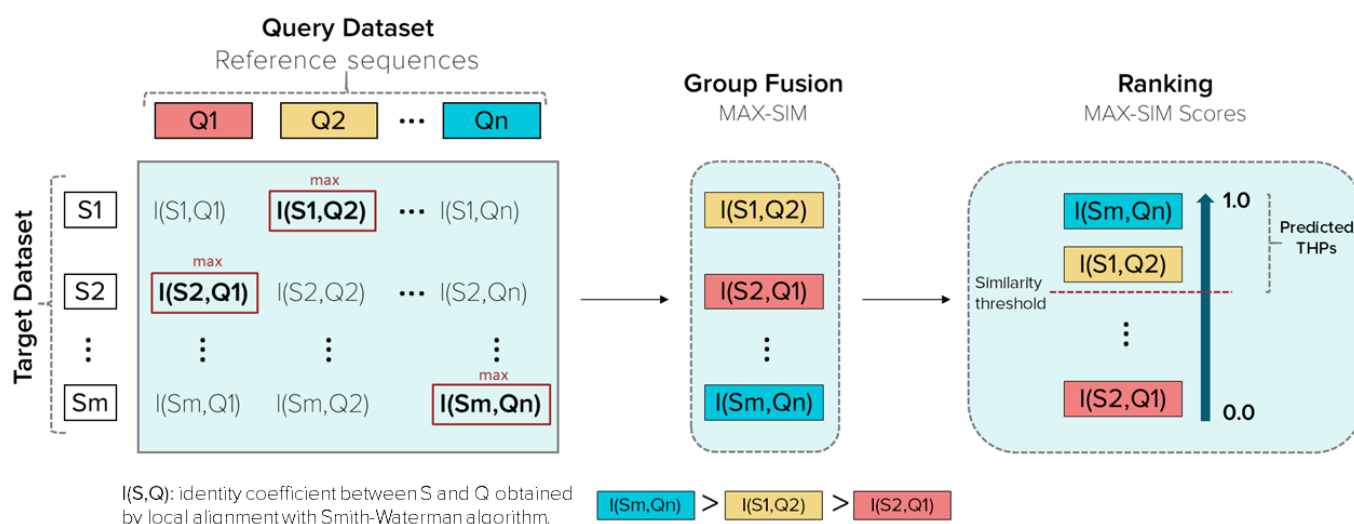 Query Dataset
Reference sequences
Q1 Q2 ••• Qn
Group Fusion
MAX-SIM
Ranking
MAX-SIM Scores
Target Dataset
S1
S2
Sm
max
I(S1,Q1) I(S1,Q2) ••• I(S1,Qn)
max
I(S2,Q1) I(S2,Q2) ••• I(S2,Qn)
max
I(Sm,Q1) I(Sm,Q2) I(Sm,Qn)
I(S1,Q2)
I(S2,Q1)
I(Sm,Qn)
I(Sm,Qn)
I(S1,Q2)
Similarity
threshold
I(S2,Q1)
1.0
0.0
Predicted
THPs
I(S,Q): identity coefficient between S and Q obtained
by local alignment with Smith-Waterman algorithm.
I(Sm,Qn) > I(S1,Q2) > I(S2,Q1)